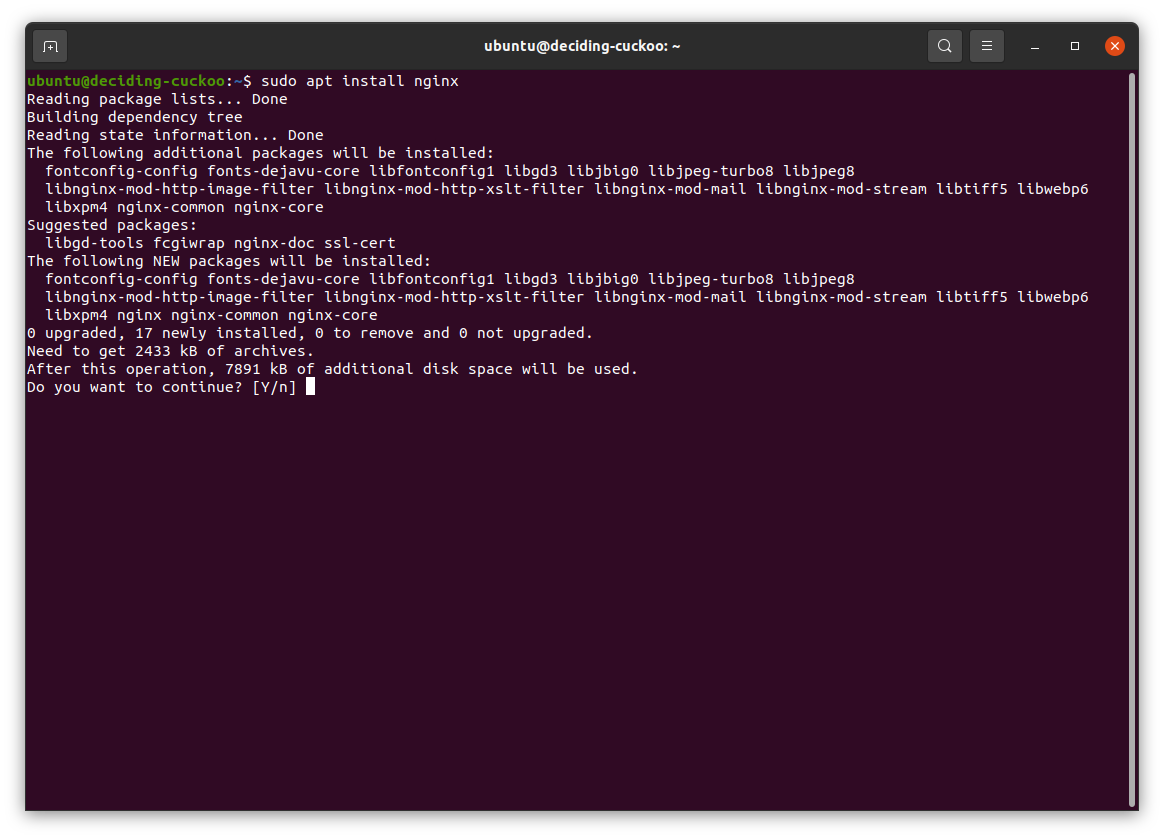 ubuntu@deciding-cuckoo: ~
ubuntu@deciding-cuckoo:~$ sudo apt install nginx
Reading package lists... Done
Building dependency tree
Reading state information... Done
The following additional packages will be installed:
  fontconfig-config fonts-dejavu-core libfontconfig1 libgd3 libjbig0 libjpeg-turbo8 libjpeg8
  libnginx-mod-http-image-filter libnginx-mod-http-xslt-filter libnginx-mod-mail libnginx-mod-stream libtiff5 libwebp6
  libxpm4 nginx-common nginx-core
Suggested packages:
  libgd-tools fcgiwrap nginx-doc ssl-cert
The following NEW packages will be installed:
  fontconfig-config fonts-dejavu-core libfontconfig1 libgd3 libjbig0 libjpeg-turbo8 libjpeg8
  libnginx-mod-http-image-filter libnginx-mod-http-xslt-filter libnginx-mod-mail libnginx-mod-stream libtiff5 libwebp6
  libxpm4 nginx nginx-common nginx-core
0 upgraded, 17 newly installed, 0 to remove and 0 not upgraded.
Need to get 2433 kB of archives.
After this operation, 7891 kB of additional disk space will be used.
Do you want to continue? [Y/n]